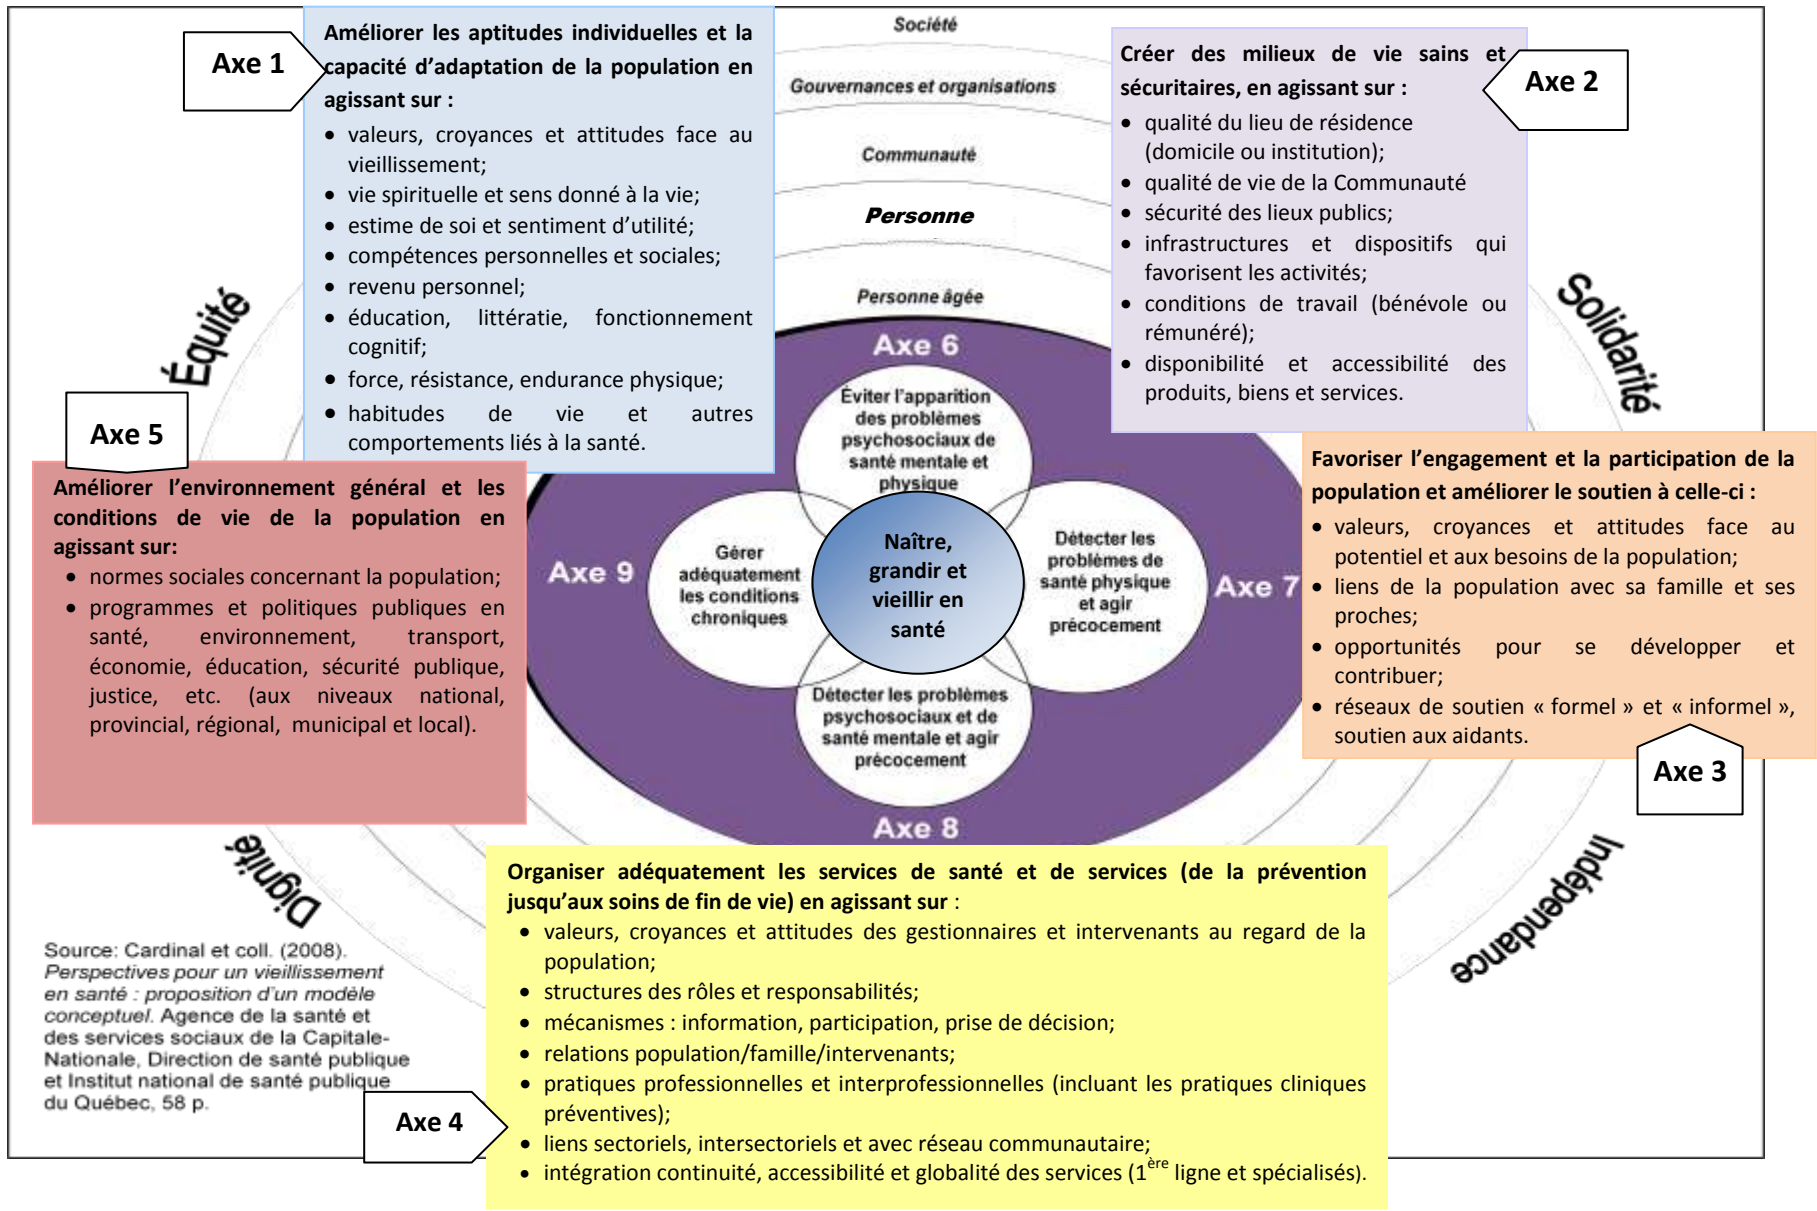 Axe 1
Améliorer les aptitudes individuelles et la
capacité d'adaptation de la population en
agissant sur :
• valeurs, croyances et attitudes face au
vieillissement;
• vie spirituelle et sens donné à la vie;
• estime de soi et sentiment d'utilité;
• compétences personnelles et sociales;
• revenu personnel;
• éducation, littératie, fonctionnement
cognitif;
• force, résistance, endurance physique;
• habitudes de vie et autres
comportements liés à la santé.
Société
Gouvernances et organisations
Communauté
Personne
Personne âgée
Axe 2
Créer des milieux de vie sains et
sécuritaires, en agissant sur :
• qualité du lieu de résidence
(domicile ou institution);
• qualité de vie de la Communauté
• sécurité des lieux publics;
• infrastructures et dispositifs qui
favorisent les activités;
• conditions de travail (bénévole ou
rémunéré);
• disponibilité et accessibilité des
produits, biens et services.
Équité
Solidarité
Axe 5
Améliorer l'environnement général et les
conditions de vie de la population en
agissant sur:
• normes sociales concernant la population;
• programmes et politiques publiques en
santé, environnement, transport,
économie, éducation, sécurité publique,
justice, etc. (aux niveaux national,
provincial, régional, municipal et local).
Axe 6
Éviter l'apparition
des problèmes
psychosociaux de
santé mentale et
physique
Axe 9
Gérer
adéquatement
les conditions
chroniques
Naître,
grandir et
vieillir en
santé
Détecter les
problèmes de
santé physique
et agir
précocement
Axe 7
Détecter les problèmes
psychosociaux et de
santé mentale et agir
précocement
Axe 8
Favoriser l'engagement et la participation de la
population et améliorer le soutien à celle-ci :
• valeurs, croyances et attitudes face au
potentiel et aux besoins de la population;
• liens de la population avec sa famille et ses
proches;
• opportunités pour se développer et
contribuer;
• réseaux de soutien « formel » et « informel »,
soutien aux aidants.
Axe 3
Dignité
Indépendance
Organiser adéquatement les services de santé et de services (de la prévention
jusqu'aux soins de fin de vie) en agissant sur :
• valeurs, croyances et attitudes des gestionnaires et intervenants au regard de la
population;
• structures des rôles et responsabilités;
• mécanismes : information, participation, prise de décision;
• relations population/famille/intervenants;
• pratiques professionnelles et interprofessionnelles (incluant les pratiques cliniques
préventives);
• liens sectoriels, intersectoriels et avec réseau communautaire;
• intégration continuité, accessibilité et globalité des services (1ère ligne et spécialisés).
Axe 4
Source: Cardinal et coll. (2008).
Perspectives pour un vieillissement
en santé : proposition d'un modèle
conceptuel. Agence de la santé et
des services sociaux de la Capitale-
Nationale, Direction de santé publique
et Institut national de santé publique
du Québec, 58 p.